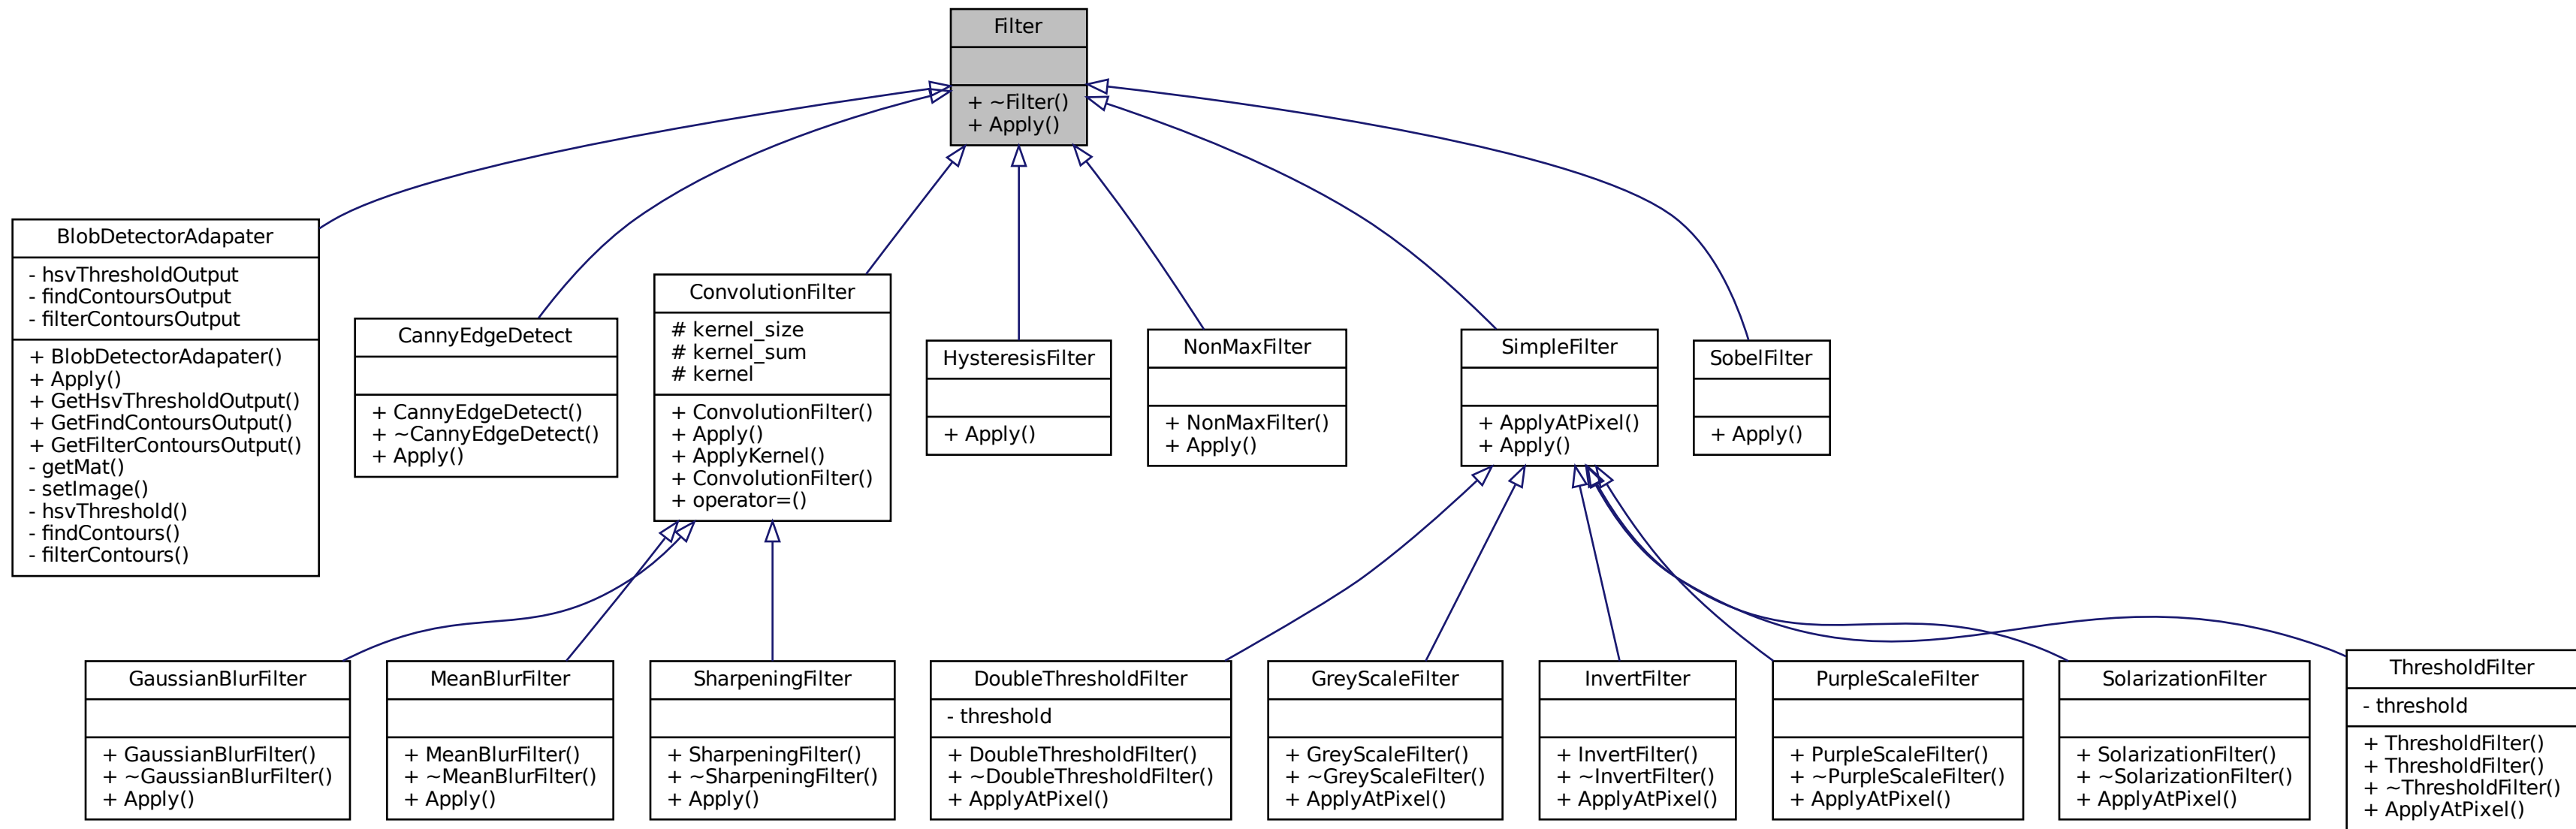 Filter
+ ~Filter()
+ Apply()
BlobDetectorAdapater
- hsvThresholdOutput
- findContoursOutput
- filterContoursOutput
+ BlobDetectorAdapater()
+ Apply()
+ GetHsvThresholdOutput()
+ GetFindContoursOutput()
+ GetFilterContoursOutput()
- getMat()
- setImage()
- hsvThreshold()
- findContours()
- filterContours()
CannyEdgeDetect
+ CannyEdgeDetect()
+ ~CannyEdgeDetect()
+ Apply()
ConvolutionFilter
# kernel_size
# kernel_sum
# kernel
+ ConvolutionFilter()
+ Apply()
+ ApplyKernel()
+ ConvolutionFilter()
+ operator=()
HysteresisFilter
+ Apply()
NonMaxFilter
+ NonMaxFilter()
+ Apply()
SimpleFilter
+ ApplyAtPixel()
+ Apply()
SobelFilter
+ Apply()
GaussianBlurFilter
+ GaussianBlurFilter()
+ ~GaussianBlurFilter()
+ Apply()
MeanBlurFilter
+ MeanBlurFilter()
+ ~MeanBlurFilter()
+ Apply()
SharpeningFilter
+ SharpeningFilter()
+ ~SharpeningFilter()
+ Apply()
DoubleThresholdFilter
- threshold
+ DoubleThresholdFilter()
+ ~DoubleThresholdFilter()
+ ApplyAtPixel()
GreyScaleFilter
+ GreyScaleFilter()
+ ~GreyScaleFilter()
+ ApplyAtPixel()
InvertFilter
+ InvertFilter()
+ ~InvertFilter()
+ ApplyAtPixel()
PurpleScaleFilter
+ PurpleScaleFilter()
+ ~PurpleScaleFilter()
+ ApplyAtPixel()
SolarizationFilter
+ SolarizationFilter()
+ ~SolarizationFilter()
+ ApplyAtPixel()
ThresholdFilter
- threshold
+ ThresholdFilter()
+ ThresholdFilter()
+ ~ThresholdFilter()
+ ApplyAtPixel()